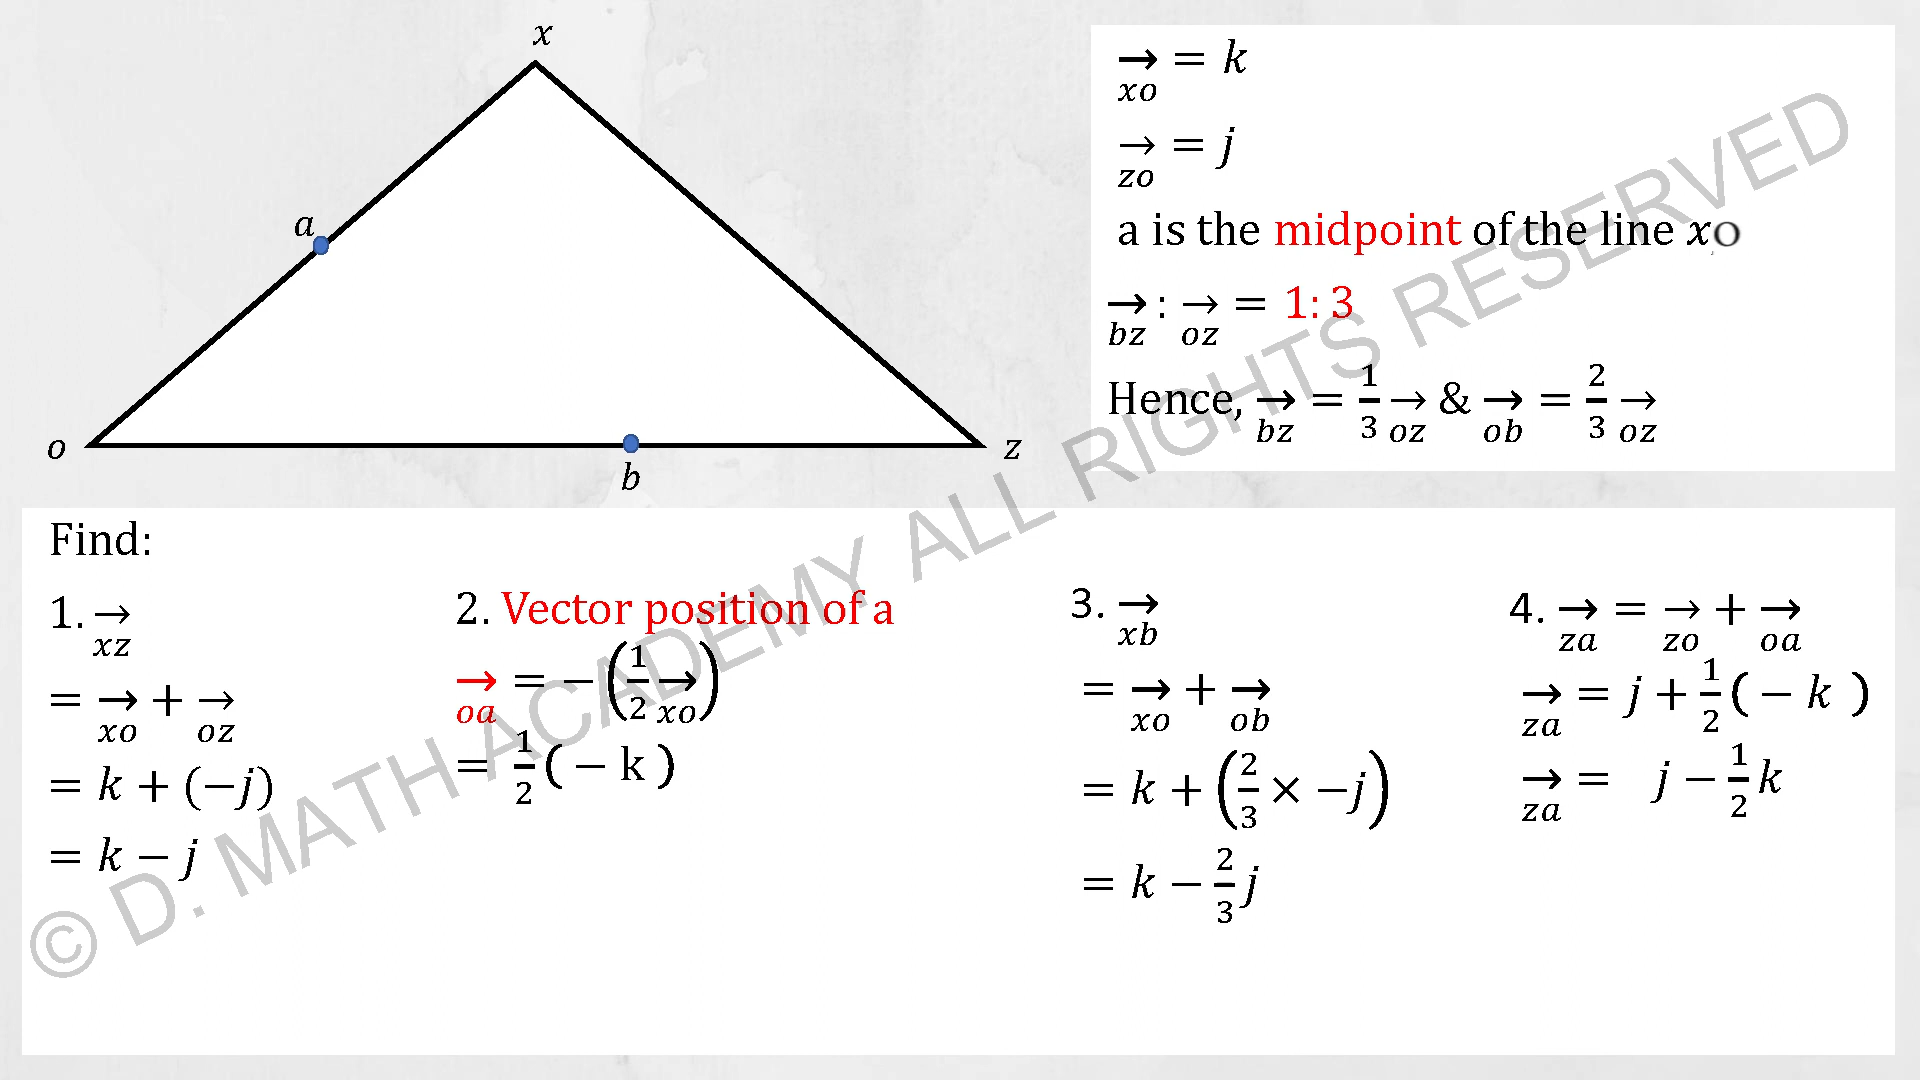 x
a
o
b
z
→ = k
xo
→ = j
zo
a is the midpoint of the line xo
→ : → = 1: 3
bz oz
Hence, → = 1/3 → & → = 2/3 →
bz oz ob oz
Find:
1. →
xz
= → + →
xo oz
= k + (−j)
= k − j
2. Vector position of a
→ = −(1/2 →)
oa xo
= 1/2 ( − k )
3. →
xb
= → + →
xo ob
= k + (2/3 × −j)
= k − 2/3 j
4. → = → + →
za zo oa
→ = j + 1/2 ( − k )
za
→ = j − 1/2 k
za
© D. MATH ACADEMY ALL RIGHTS RESERVED